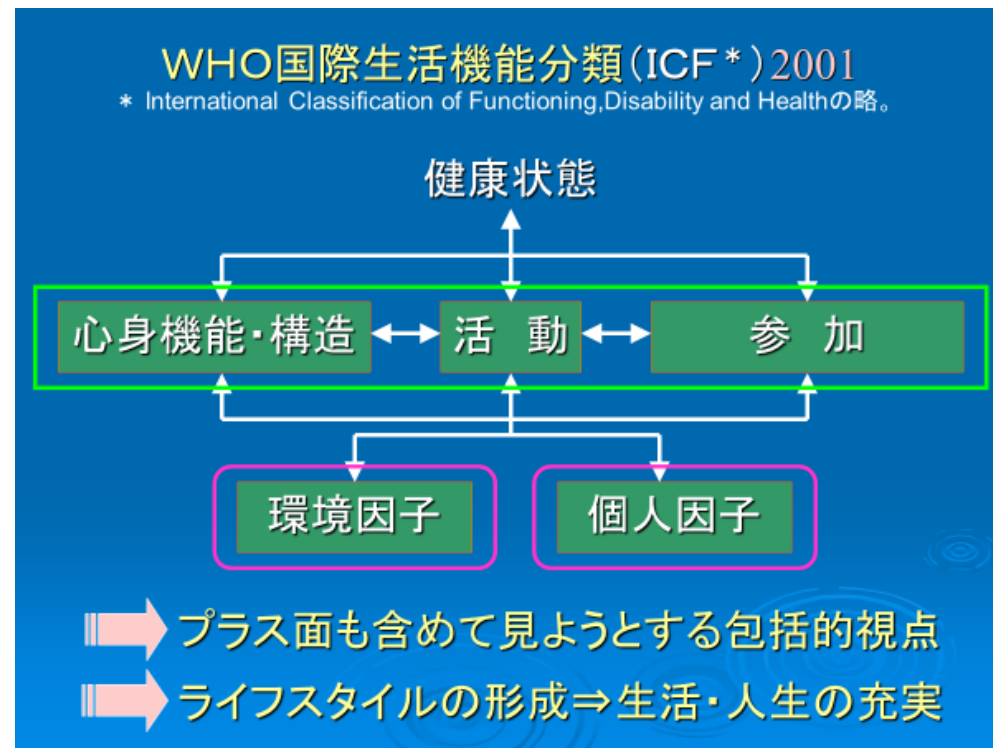 WHO国際生活機能分類(ICF*)2001
* International Classification of Functioning,Disability and Healthの略。
健康状態
心身機能・構造
活 動
参 加
環境因子
個人因子
プラス面も含めて見ようとする包括的視点
ライフスタイルの形成⇒生活・人生の充実